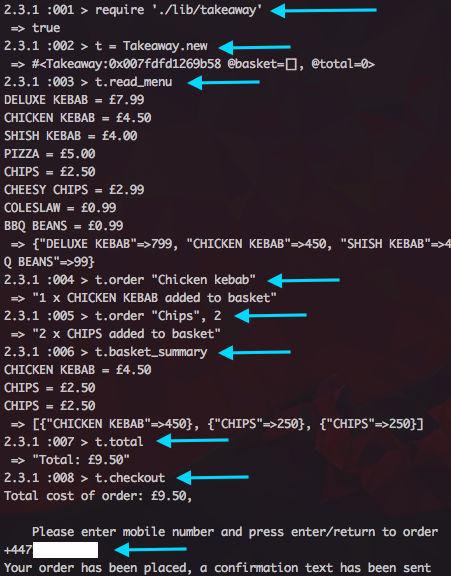 2.3.1 :001 > require './lib/takeaway'
 => true
2.3.1 :002 > t = Takeaway.new
 => #<Takeaway:0x007fdfd1269b58 @basket=[], @total=0>
2.3.1 :003 > t.read_menu
DELUXE KEBAB = £7.99
CHICKEN KEBAB = £4.50
SHISH KEBAB = £4.00
PIZZA = £5.00
CHIPS = £2.50
CHEESY CHIPS = £2.99
COLESLAW = £0.99
BBQ BEANS = £0.99
 => {"DELUXE KEBAB"=>799, "CHICKEN KEBAB"=>450, "SHISH KEBAB"=>4
Q BEANS"=>99}
2.3.1 :004 > t.order "Chicken kebab"
 => "1 x CHICKEN KEBAB added to basket"
2.3.1 :005 > t.order "Chips", 2
 => "2 x CHIPS added to basket"
2.3.1 :006 > t.basket_summary
CHICKEN KEBAB = £4.50
CHIPS = £2.50
CHIPS = £2.50
 => [{"CHICKEN KEBAB"=>450}, {"CHIPS"=>250}, {"CHIPS"=>250}]
2.3.1 :007 > t.total
 => "Total: £9.50"
2.3.1 :008 > t.checkout
Total cost of order: £9.50,
    Please enter mobile number and press enter/return to order
+447
Your order has been placed, a confirmation text has been sent